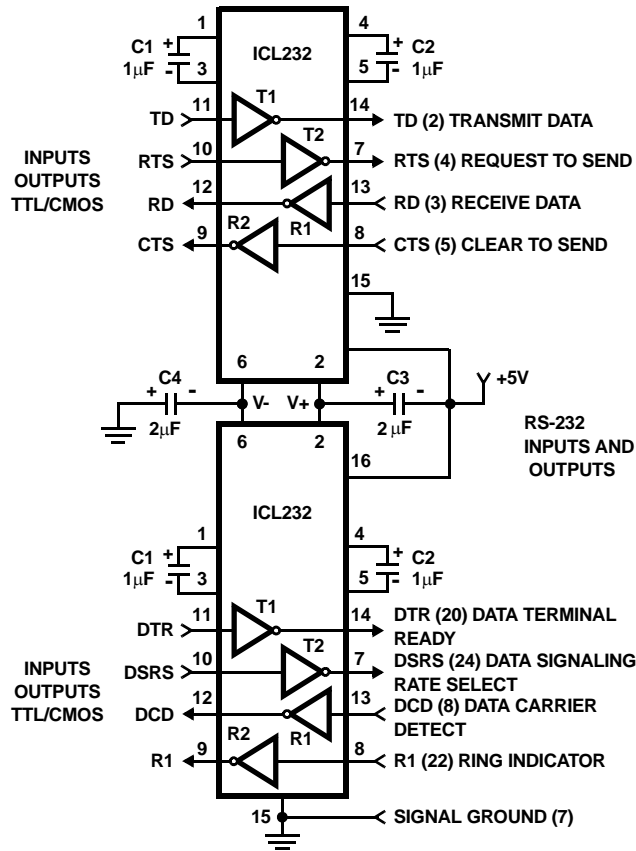 1
4
C1 +
1μF -
ICL232
+ C2
- 1μF
3
5
11
T1
14
TD
TD (2) TRANSMIT DATA
10
T2
7
INPUTS
OUTPUTS
TTL/CMOS
RTS
RTS (4) REQUEST TO SEND
12
13
RD
R1
RD (3) RECEIVE DATA
9
R2
8
CTS
CTS (5) CLEAR TO SEND
15
6
2
C4
+ -
2μF
V-
V+
C3
+ -
2μF
+5V
RS-232
INPUTS AND
OUTPUTS
6
2
16
ICL232
1
4
C1 +
1μF -
+ C2
- 1μF
3
5
11
T1
14
DTR
DTR (20) DATA TERMINAL
READY
10
T2
7
INPUTS
OUTPUTS
TTL/CMOS
DSRS
DSRS (24) DATA SIGNALING
RATE SELECT
12
13
DCD
R1
DCD (8) DATA CARRIER
DETECT
9
R2
8
R1
R1 (22) RING INDICATOR
15
SIGNAL GROUND (7)